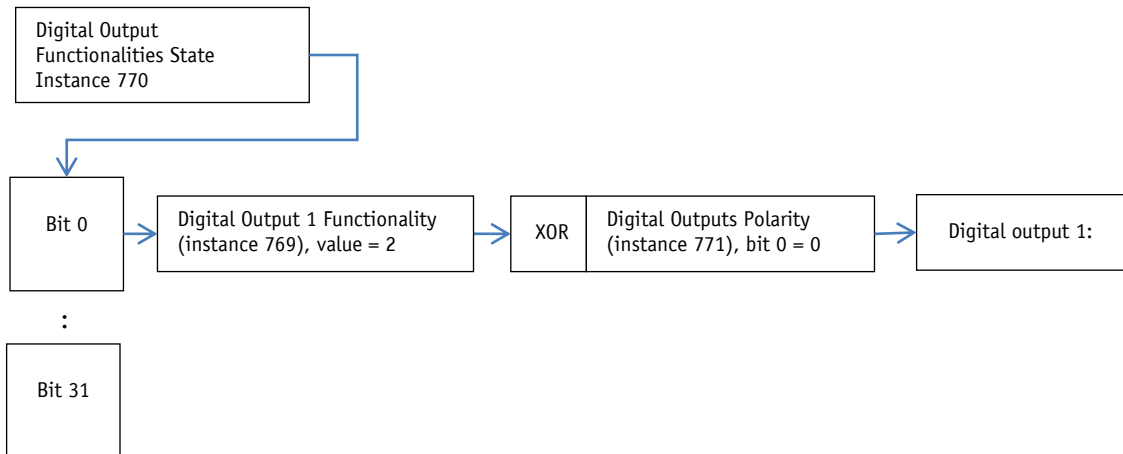 Digital Output
Functionalities State
Instance 770
Bit 0
Digital Output 1 Functionality
(instance 769), value = 2
XOR
Digital Outputs Polarity
(instance 771), bit 0 = 0
Digital output 1:
:
Bit 31